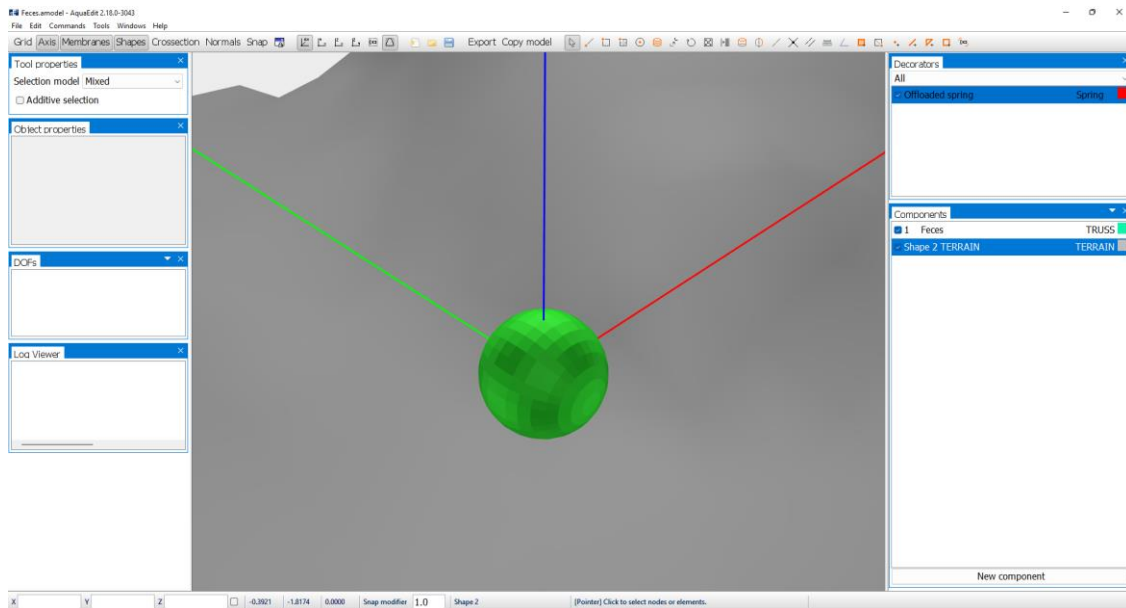 Feces.amodel - AquaEdit 2.18.0-3043
File Edit Commands Tools Windows Help
Grid Axis Membranes Shapes Crossection Normals Snap Export Copy model
Tool properties
Selection model Mixed
Additive selection
Object properties
DOFs
Log Viewer
Decorators
All
Offloaded spring Spring
Components
1 Feces TRUSS
Shape 2 TERRAIN TERRAIN
New component
X Y Z -0.3921 -1.8174 0.0000 Snap modifier 1.0 Shape 2 [Pointer] Click to select nodes or elements.